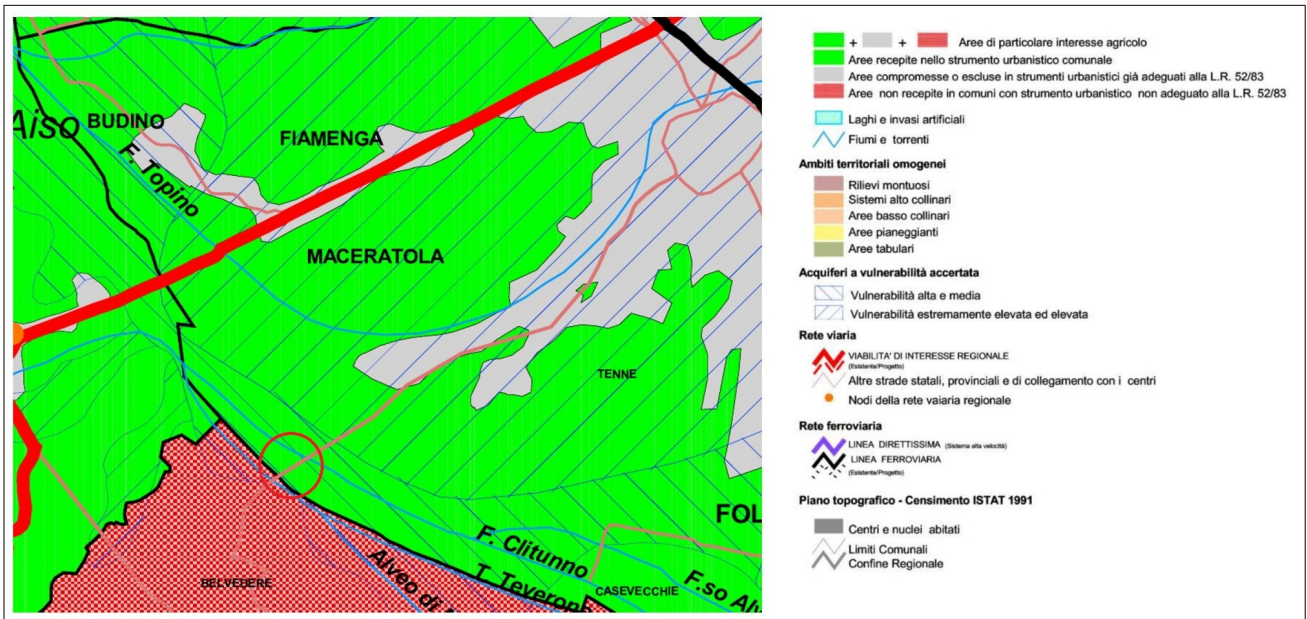 Aiso
BUDINO
F. Topino
FIAMENGA
MACERATOLA
TENNE
FOL
F. Clitunno
T. Teverone
Alveo di
BELVEDERE
CASEVECCHIE
F.so Alv
+ + Aree di particolare interesse agricolo
Aree recepite nello strumento urbanistico comunale
Aree compromesse o escluse in strumenti urbanistici già adeguati alla L.R. 52/83
Aree non recepite in comuni con strumento urbanistico non adeguato alla L.R. 52/83
Laghi e invasi artificiali
Fiumi e torrenti
Ambiti territoriali omogenei
Rilievi montuosi
Sistemi alto collinari
Aree basso collinari
Aree pianeggianti
Aree tabulari
Acquiferi a vulnerabilità accertata
Vulnerabilità alta e media
Vulnerabilità estremamente elevata ed elevata
Rete viaria
VIABILITA' DI INTERESSE REGIONALE
(Esistente/Progetto)
Altre strade statali, provinciali e di collegamento con i centri
Nodi della rete vaiaria regionale
Rete ferroviaria
LINEA DIRETTISSIMA (Sistema alta velocità)
LINEA FERROVIARIA
(Esistente/Progetto)
Piano topografico - Censimento ISTAT 1991
Centri e nuclei abitati
Limiti Comunali
Confine Regionale